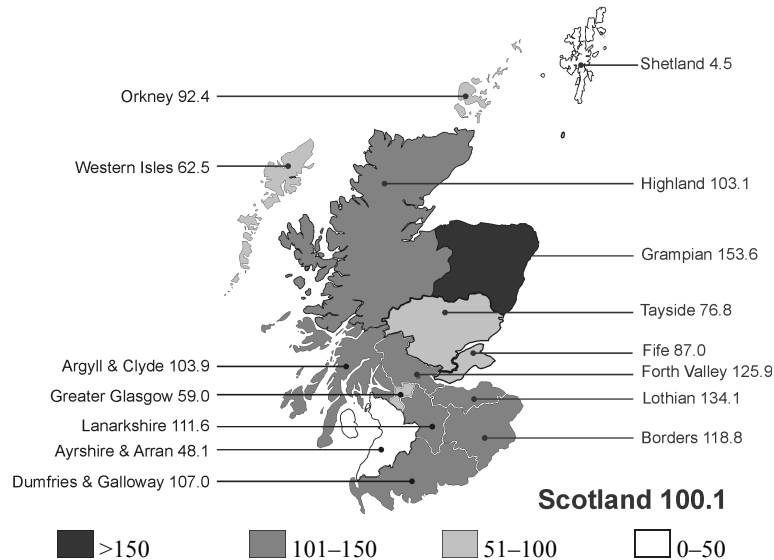 Shetland 4.5
Orkney 92.4
Western Isles 62.5
Highland 103.1
Grampian 153.6
Tayside 76.8
Fife 87.0
Argyll & Clyde 103.9
Forth Valley 125.9
Greater Glasgow 59.0
Lothian 134.1
Lanarkshire 111.6
Borders 118.8
Ayrshire & Arran 48.1
Dumfries & Galloway 107.0
Scotland 100.1
>150
101–150
51–100
0–50